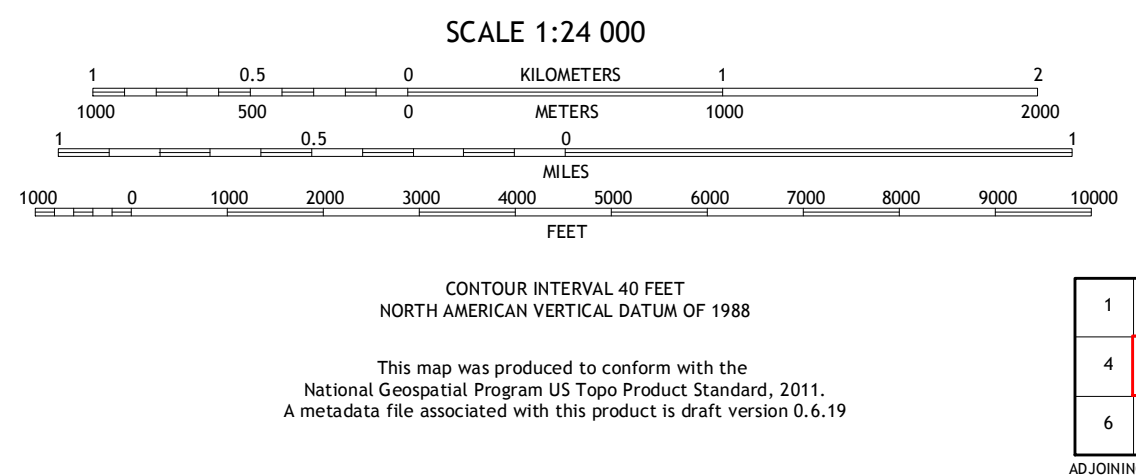 SCALE 1:24 000
1 0.5 0 KILOMETERS 1 2
1000 500 0 METERS 1000 2000
1 0.5 0 1
MILES
1000 0 1000 2000 3000 4000 5000 6000 7000 8000 9000 10000
FEET
CONTOUR INTERVAL 40 FEET
NORTH AMERICAN VERTICAL DATUM OF 1988
This map was produced to conform with the
National Geospatial Program US Topo Product Standard, 2011.
A metadata file associated with this product is draft version 0.6.19
1
4
6
ADJOININ